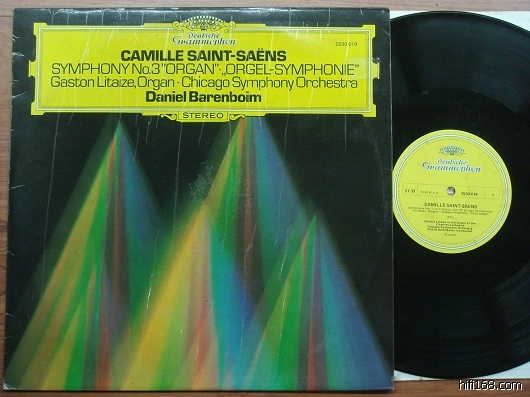 Deutsche
Grammophon
2530 619
CAMILLE SAINT-SAËNS
SYMPHONY No.3 "ORGAN"·„ORGEL-SYMPHONIE"
Gaston Litaize, Organ · Chicago Symphony Orchestra
Daniel Barenboim
STEREO
Deutsche
Grammophon
33
2530 619
CAMILLE SAINT-SAËNS
hifi168.com